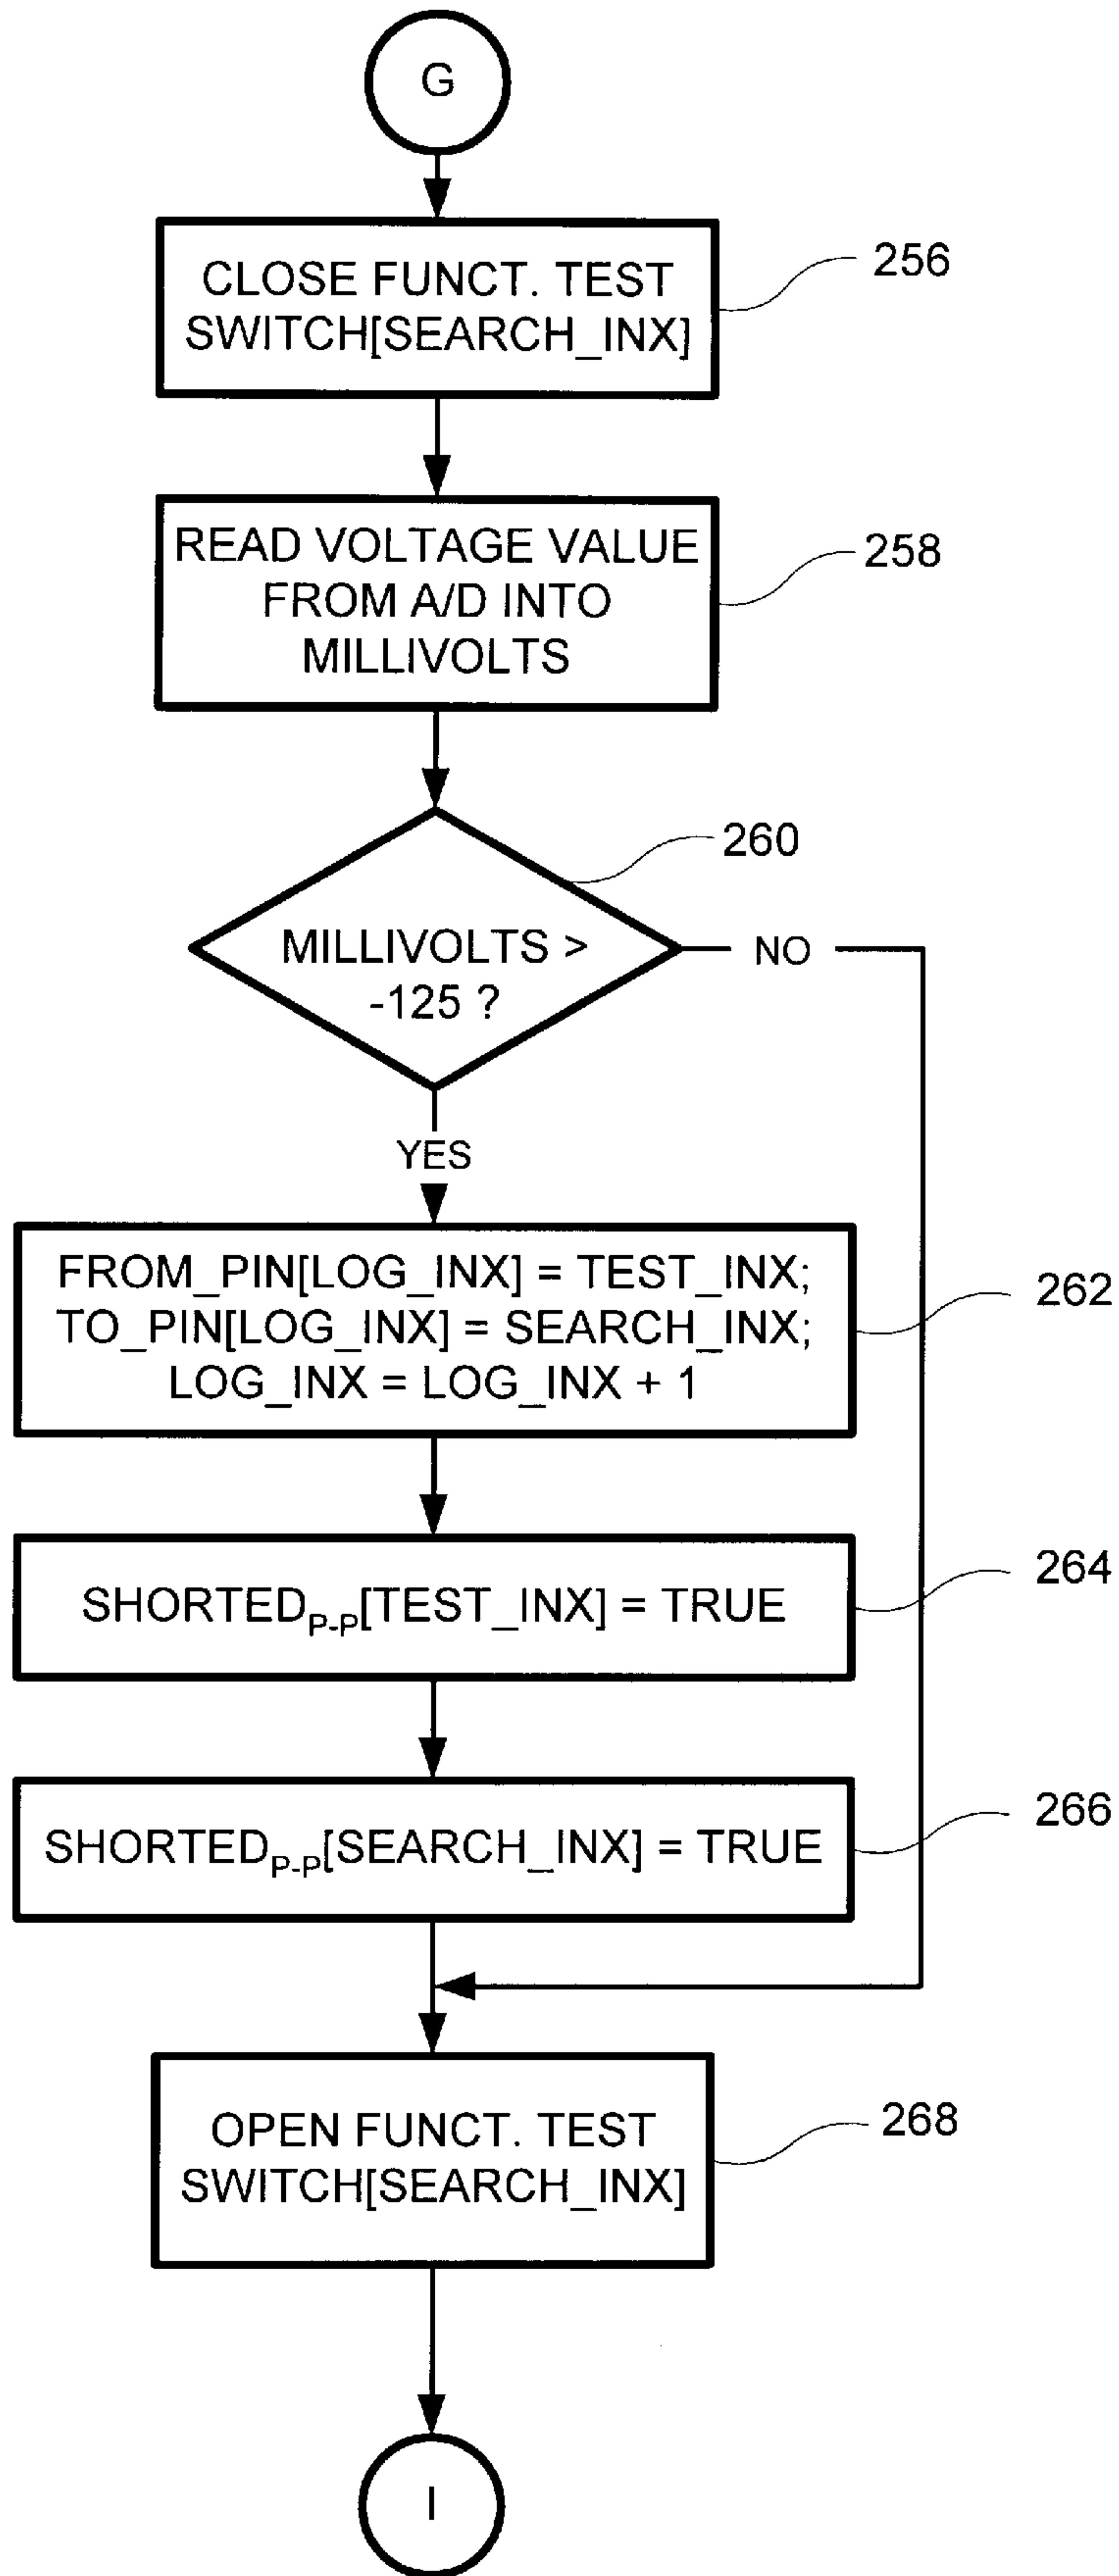 G
CLOSE FUNCT. TEST
SWITCH[SEARCH_INX]
256
READ VOLTAGE VALUE
FROM A/D INTO
MILLIVOLTS
258
260
MILLIVOLTS >
-125 ?
NO
YES
FROM_PIN[LOG_INX] = TEST_INX;
TO_PIN[LOG_INX] = SEARCH_INX;
LOG_INX = LOG_INX + 1
262
SHORTEDP-P[TEST_INX] = TRUE
264
SHORTEDP-P[SEARCH_INX] = TRUE
266
OPEN FUNCT. TEST
SWITCH[SEARCH_INX]
268
I